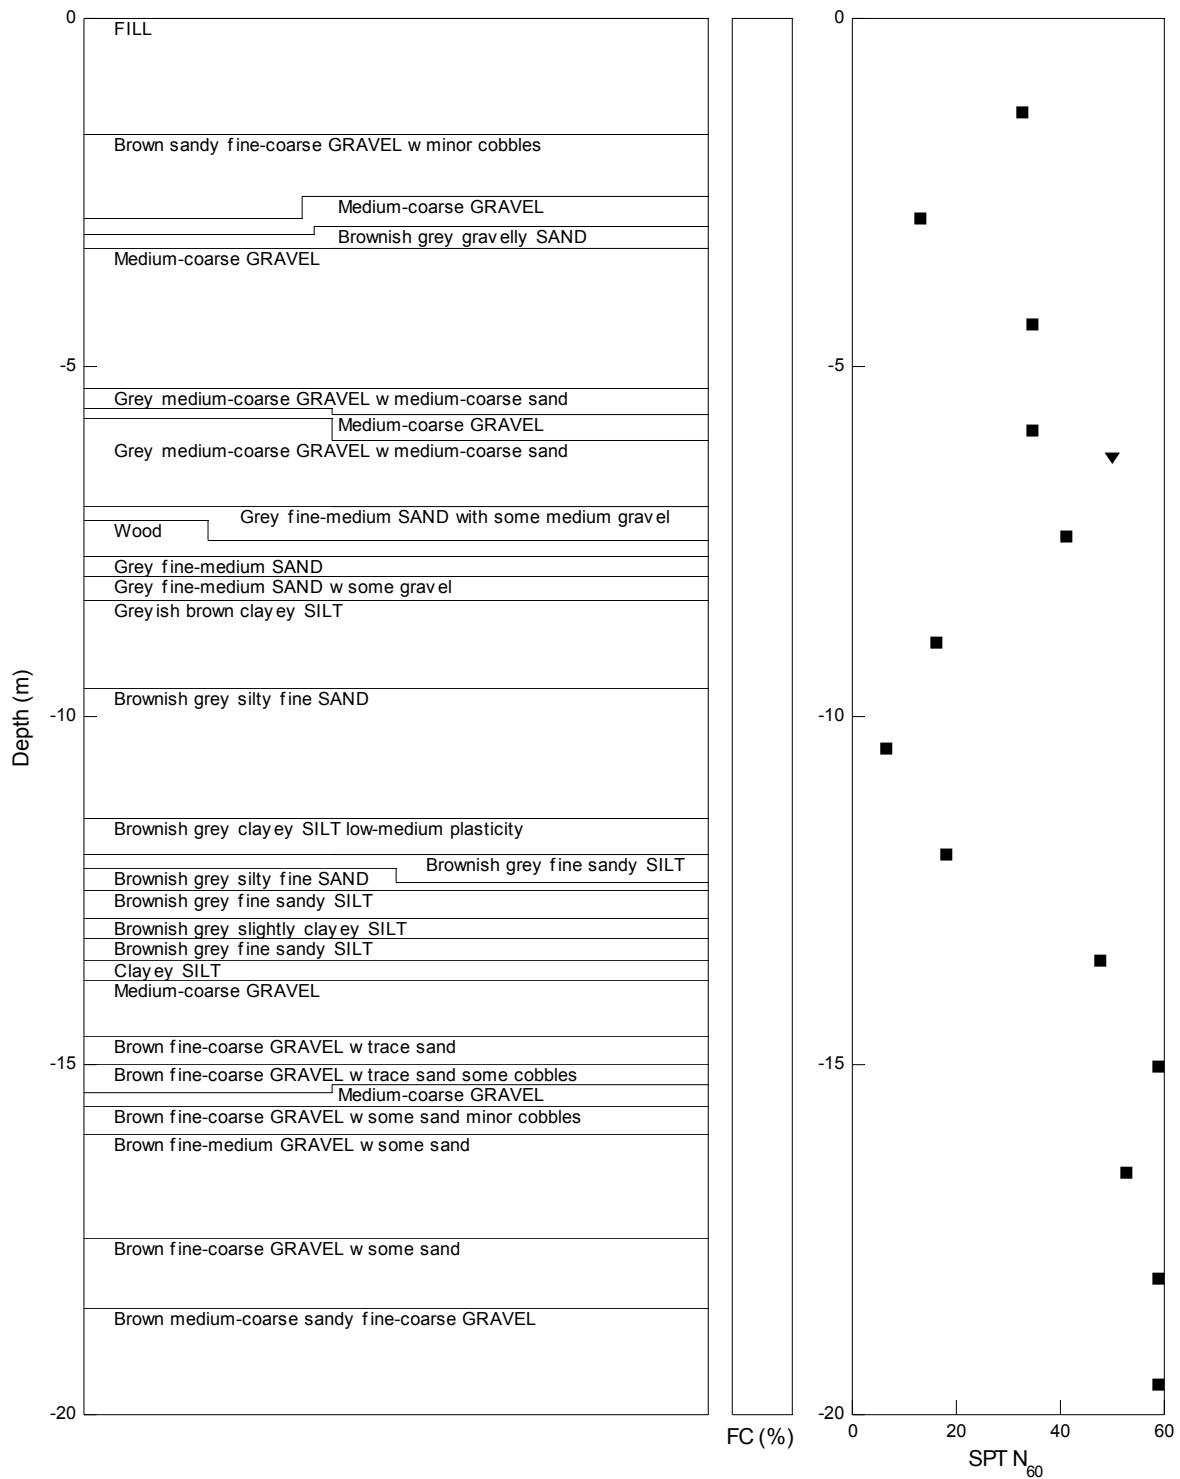 0
FILL
Brown sandy fine-coarse GRAVEL w minor cobbles
Medium-coarse GRAVEL
Brownish grey gravelly SAND
Medium-coarse GRAVEL
-5
Grey medium-coarse GRAVEL w medium-coarse sand
Medium-coarse GRAVEL
Grey medium-coarse GRAVEL w medium-coarse sand
Grey fine-medium SAND with some medium gravel
Wood
Grey fine-medium SAND
Grey fine-medium SAND w some gravel
Greyish brown clayey SILT
Brownish grey silty fine SAND
-10
Depth (m)
Brownish grey clayey SILT low-medium plasticity
Brownish grey fine sandy SILT
Brownish grey silty fine SAND
Brownish grey fine sandy SILT
Brownish grey slightly clayey SILT
Brownish grey fine sandy SILT
Clayey SILT
Medium-coarse GRAVEL
Brown fine-coarse GRAVEL w trace sand
-15
Brown fine-coarse GRAVEL w trace sand some cobbles
Medium-coarse GRAVEL
Brown fine-coarse GRAVEL w some sand minor cobbles
Brown fine-medium GRAVEL w some sand
Brown fine-coarse GRAVEL w some sand
Brown medium-coarse sandy fine-coarse GRAVEL
-20
FC (%)
0
-5
-10
-15
-20
0 20 40 60
SPT N60